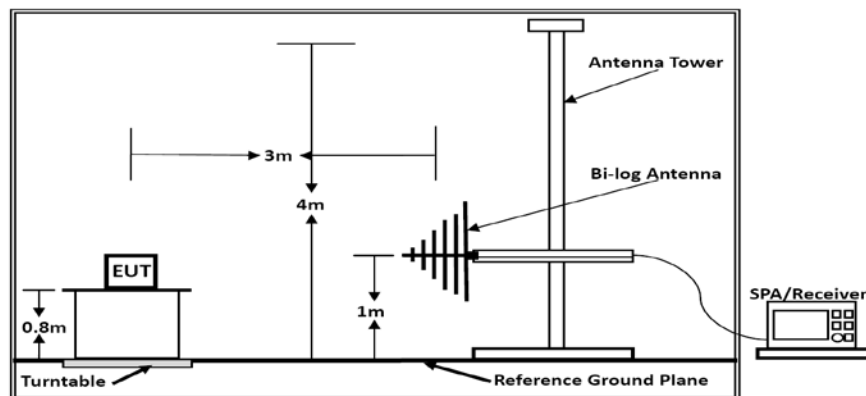 Antenna Tower
3m
Bi-log Antenna
4m
EUT
1m
SPA/Receiver
0.8m
Turntable
Reference Ground Plane